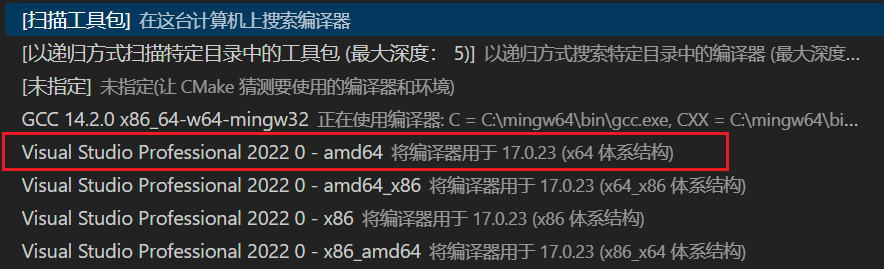 [扫描工具包] 在这台计算机上搜索编译器
[以递归方式扫描特定目录中的工具包 (最大深度： 5)] 以递归方式搜索特定目录中的编译器 (最大深度...
[未指定] 未指定(让 CMake 猜测要使用的编译器和环境)
GCC 14.2.0 x86_64-w64-mingw32 正在使用编译器: C = C:\mingw64\bin\gcc.exe, CXX = C:\mingw64\bi...
Visual Studio Professional 2022 0 - amd64 将编译器用于 17.0.23 (x64 体系结构)
Visual Studio Professional 2022 0 - amd64_x86 将编译器用于 17.0.23 (x64_x86 体系结构)
Visual Studio Professional 2022 0 - x86 将编译器用于 17.0.23 (x86 体系结构)
Visual Studio Professional 2022 0 - x86_amd64 将编译器用于 17.0.23 (x86_x64 体系结构)